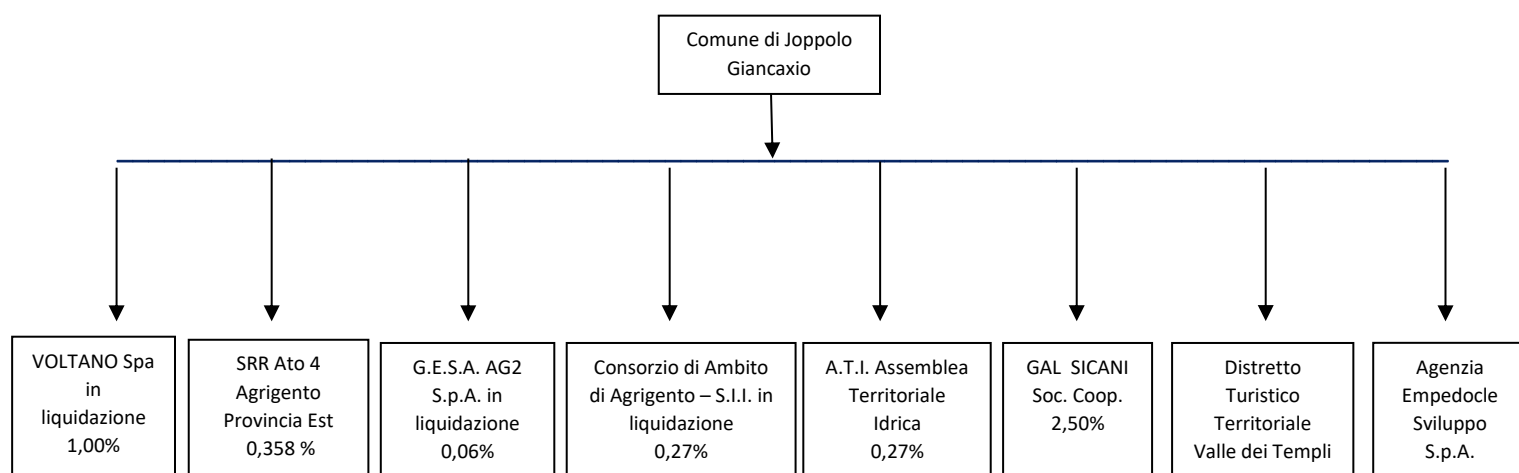 Comune di Joppolo
Giancaxio
VOLTANO Spa
in
liquidazione
1,00%
SRR Ato 4
Agrigento
Provincia Est
0,358 %
G.E.S.A. AG2
S.p.A. in
liquidazione
0,06%
Consorzio di Ambito
di Agrigento – S.I.I. in
liquidazione
0,27%
A.T.I. Assemblea
Territoriale
Idrica
0,27%
GAL SICANI
Soc. Coop.
2,50%
Distretto
Turistico
Territoriale
Valle dei Templi
Agenzia
Empedocle
Sviluppo
S.p.A.